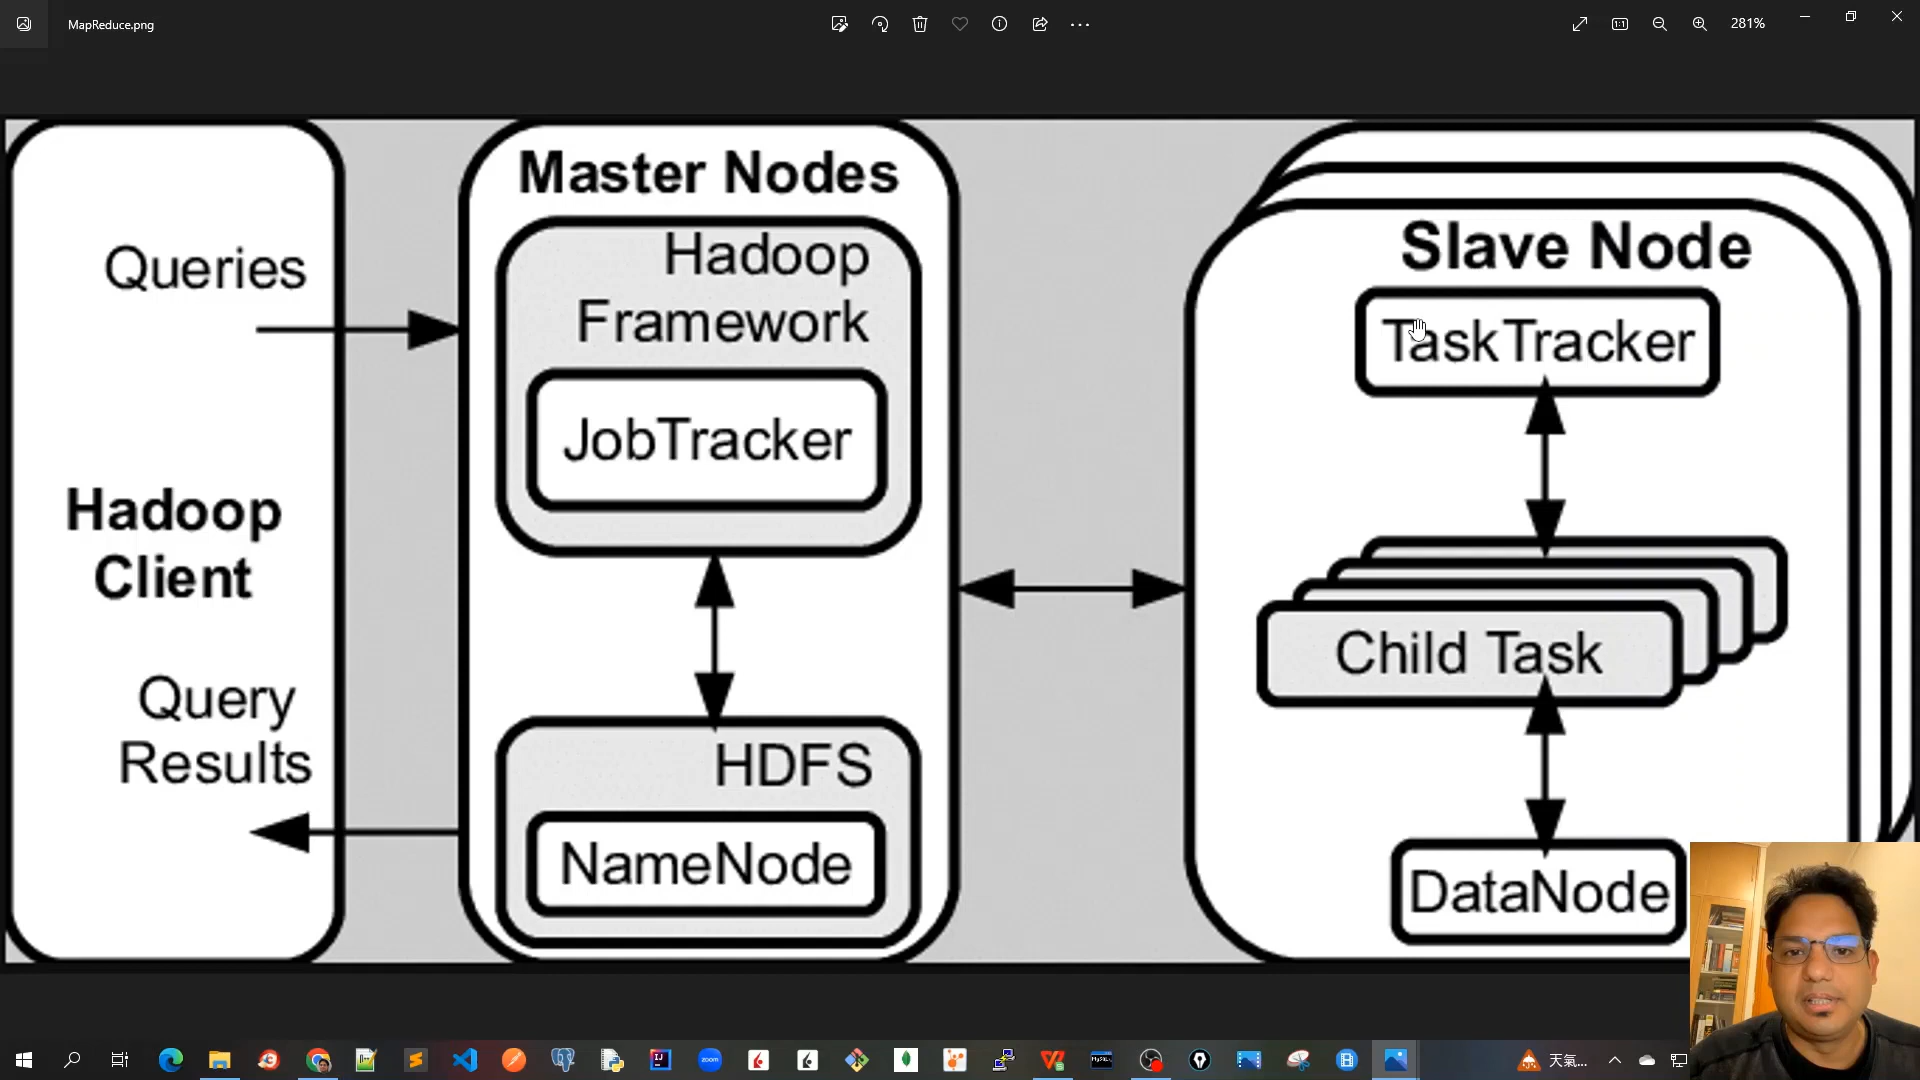 MapReduce.png
281%
Queries
Hadoop
Client
Query
Results
Master Nodes
Hadoop
Framework
JobTracker
HDFS
NameNode
Slave Node
TaskTracker
Child Task
DataNode
天氣...